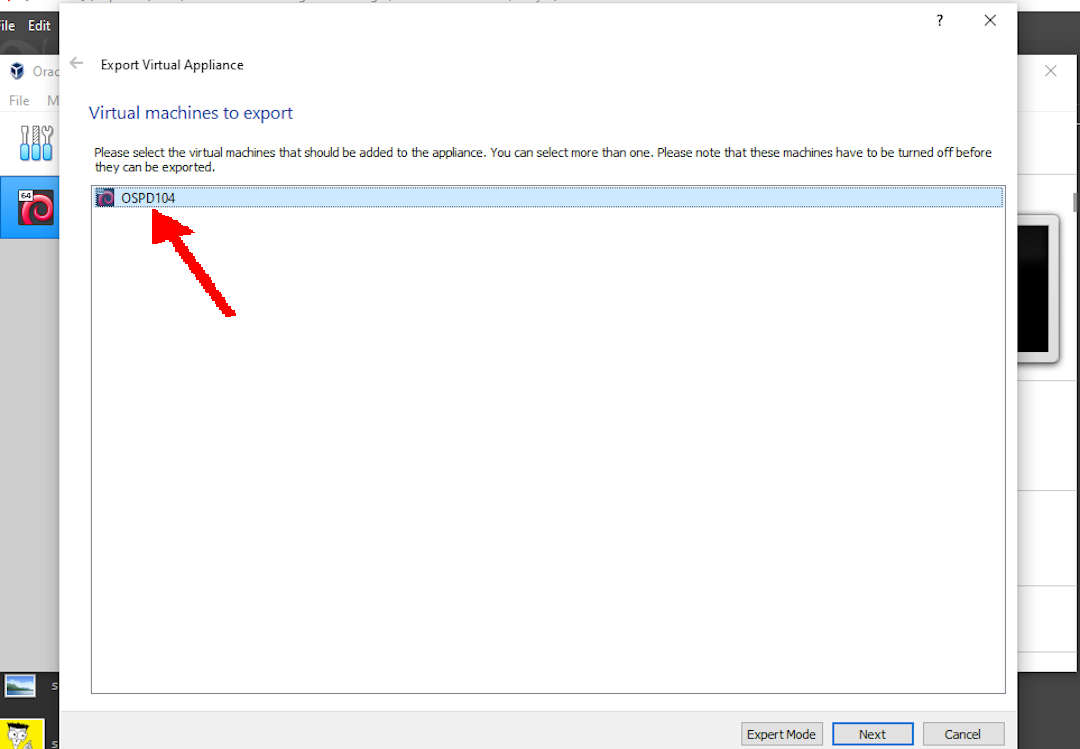 ?
File Edit
Export Virtual Appliance
File
Virtual machines to export
Please select the virtual machines that should be added to the appliance. You can select more than one. Please note that these machines have to be turned off before
they can be exported.
64
OSPD104
Expert Mode Next Cancel